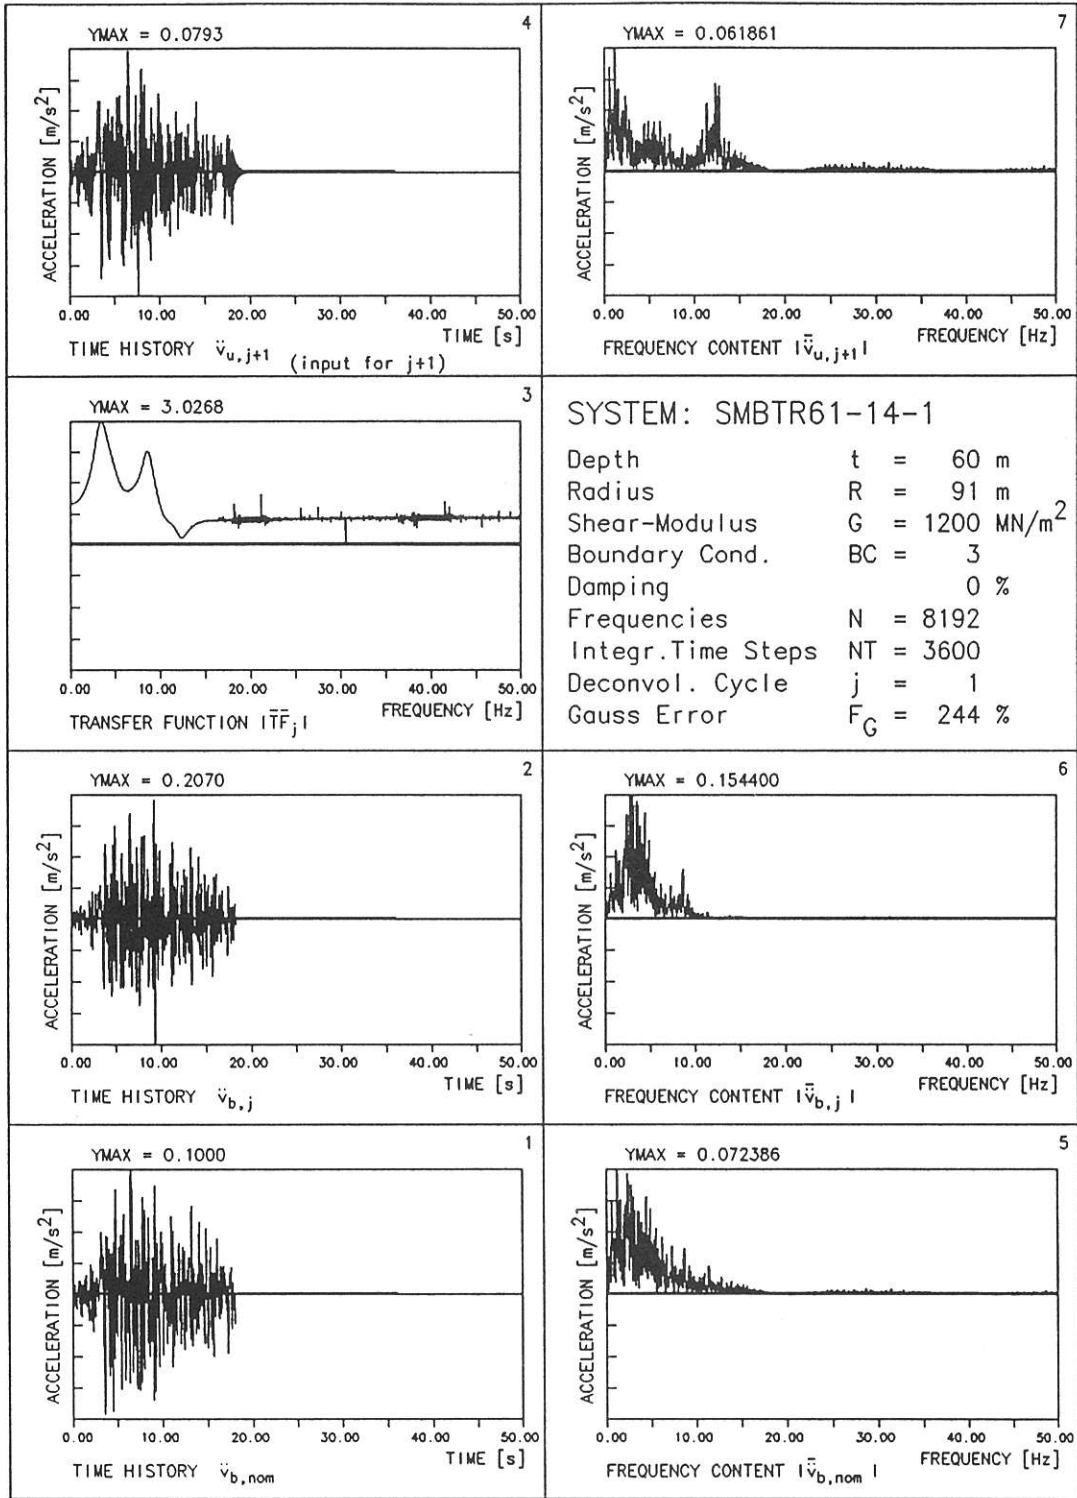 4
YMAX = 0.0793
ACCELERATION [m/s²]
0.00 10.00 20.00 30.00 40.00 50.00
TIME [s]
TIME HISTORY v̈u,j+1 (input for j+1)
7
YMAX = 0.061861
ACCELERATION [m/s²]
0.00 10.00 20.00 30.00 40.00 50.00
FREQUENCY [Hz]
FREQUENCY CONTENT |v̈̄u,j+1|
3
YMAX = 3.0268
0.00 10.00 20.00 30.00 40.00 50.00
FREQUENCY [Hz]
TRANSFER FUNCTION |T̄F̄j|
SYSTEM: SMBTR61-14-1
Depth t = 60 m
Radius R = 91 m
Shear-Modulus G = 1200 MN/m²
Boundary Cond. BC = 3
Damping 0 %
Frequencies N = 8192
Integr.Time Steps NT = 3600
Deconvol. Cycle j = 1
Gauss Error FG = 244 %
2
YMAX = 0.2070
ACCELERATION [m/s²]
0.00 10.00 20.00 30.00 40.00 50.00
TIME [s]
TIME HISTORY v̈b,j
6
YMAX = 0.154400
ACCELERATION [m/s²]
0.00 10.00 20.00 30.00 40.00 50.00
FREQUENCY [Hz]
FREQUENCY CONTENT |v̈̄b,j|
1
YMAX = 0.1000
ACCELERATION [m/s²]
0.00 10.00 20.00 30.00 40.00 50.00
TIME [s]
TIME HISTORY v̈b,nom
5
YMAX = 0.072386
ACCELERATION [m/s²]
0.00 10.00 20.00 30.00 40.00 50.00
FREQUENCY [Hz]
FREQUENCY CONTENT |v̈̄b,nom|